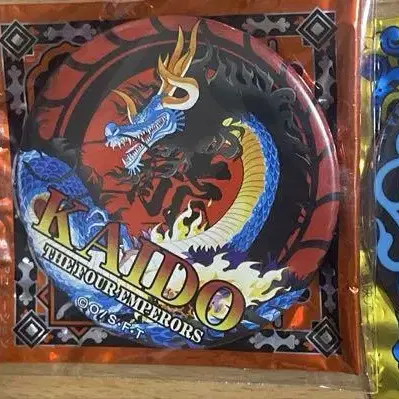 KAIDO
THE FOUR EMPERORS
©O/S・F・T